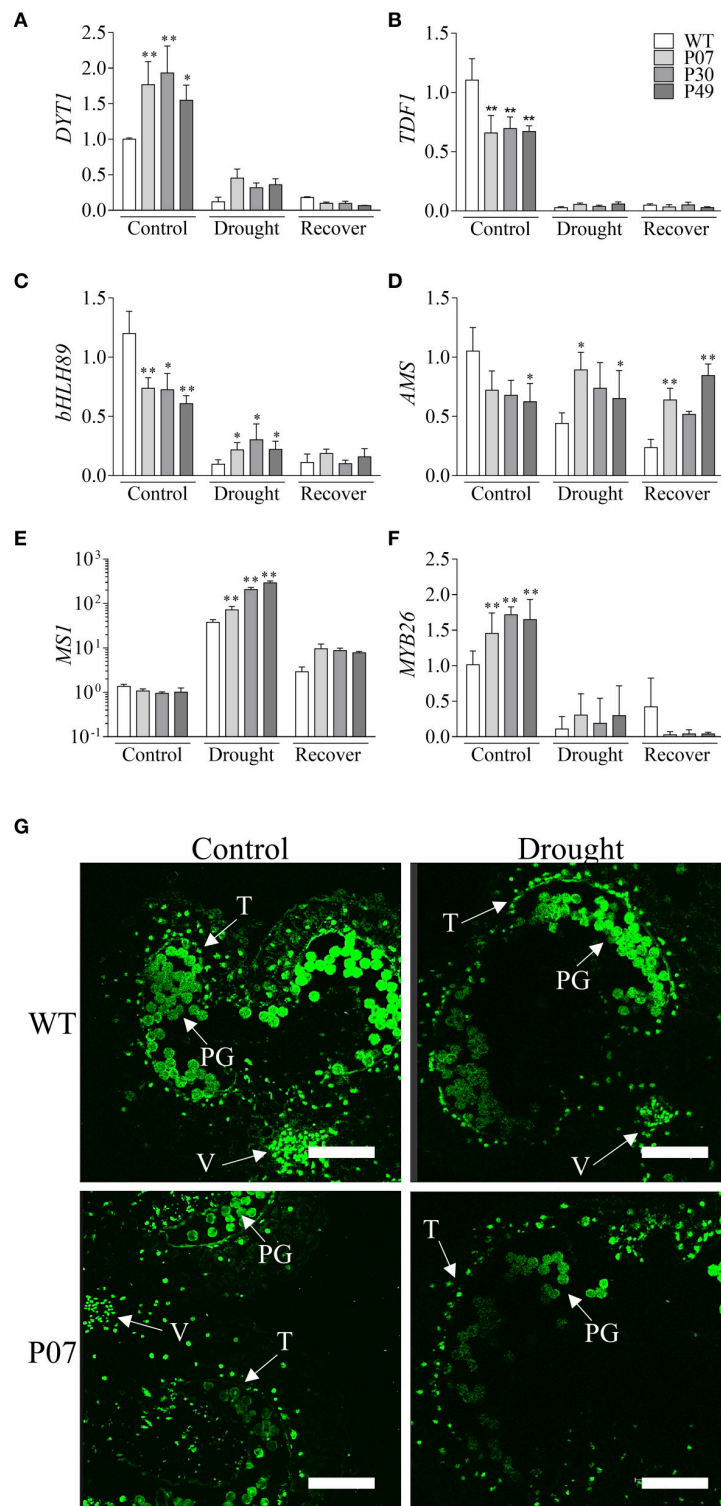 A
DYT1
2.5
2.0
1.5
1.0
0.5
0.0
** ** *
Control Drought Recover
B
TDF1
1.5
1.0
0.5
0.0
** ** **
Control Drought Recover
WT
P07
P30
P49
C
bHLH89
1.5
1.0
0.5
0.0
** * **
* * *
Control Drought Recover
D
AMS
1.5
1.0
0.5
0.0
*
* *
** **
Control Drought Recover
E
MS1
10³
10²
10¹
10⁰
10⁻¹
** ** **
Control Drought Recover
F
MYB26
2.5
2.0
1.5
1.0
0.5
0.0
** ** **
Control Drought Recover
G
Control Drought
WT
T
PG
V
T
PG
V
P07
PG
V
T
T
PG